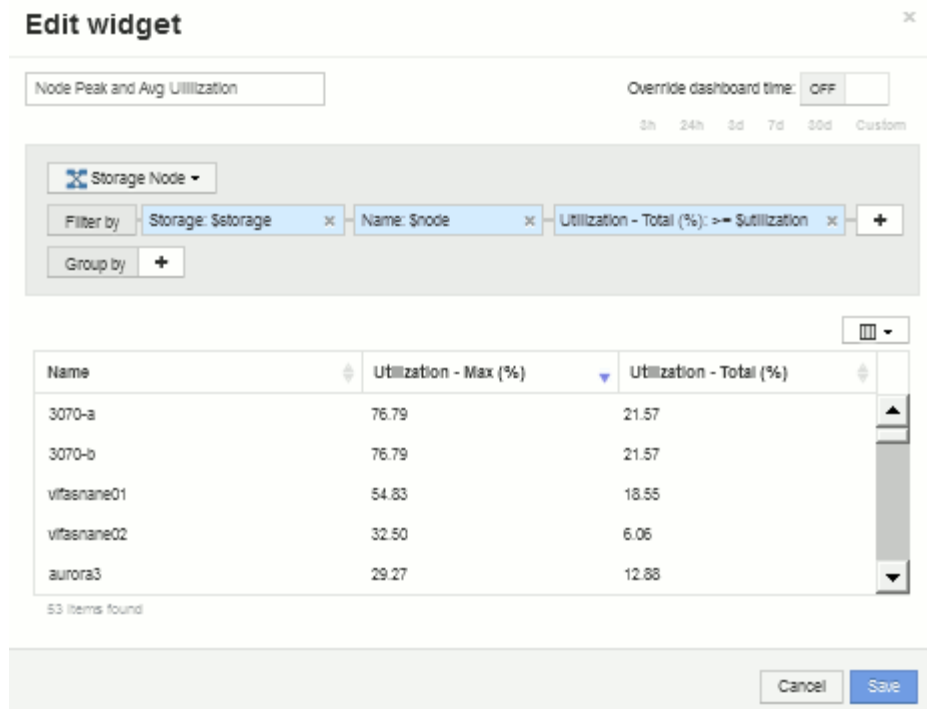 Edit widget
Node Peak and Avg Utilization
Override dashboard time: OFF
3h 24h 3d 7d 30d Custom
Storage Node
Filter by Storage: $storage Name: $node Utilization - Total (%): >= $utilization +
Group by +
Name Utilization - Max (%) Utilization - Total (%)
3070-a 76.79 21.57
3070-b 76.79 21.57
vifasnane01 54.83 18.55
vifasnane02 32.50 6.06
aurora3 29.27 12.88
53 items found
Cancel Save